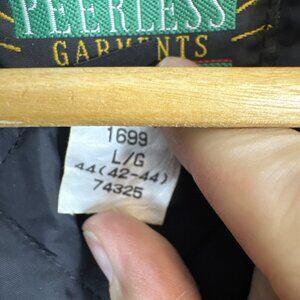 PEERLESS
GARMENTS
1699
L/G
44(42-44)
74325